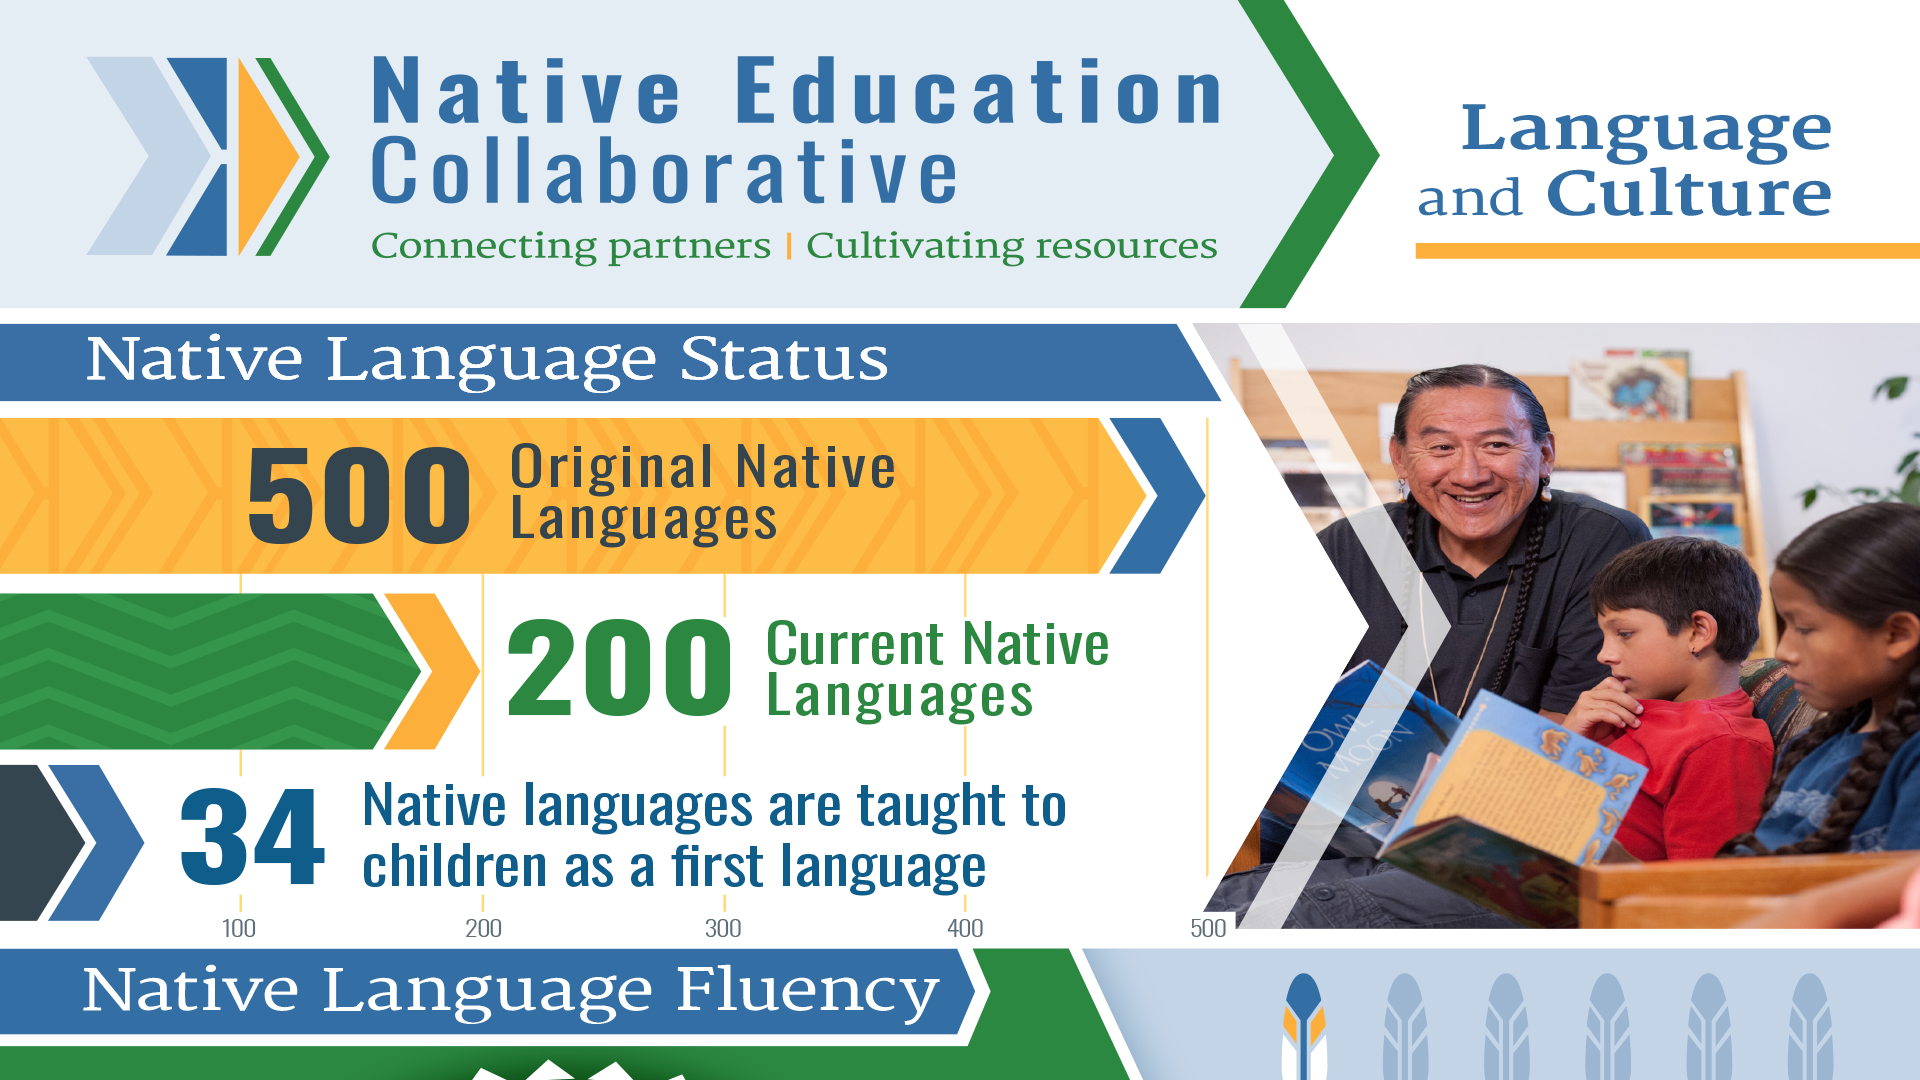 Native Education
Collaborative
Connecting partners | Cultivating resources
Language
and Culture
Native Language Status
500 Original Native
Languages
200 Current Native
Languages
34 Native languages are taught to
children as a first language
100 200 300 400 500
OWL
MOON
Native Language Fluency